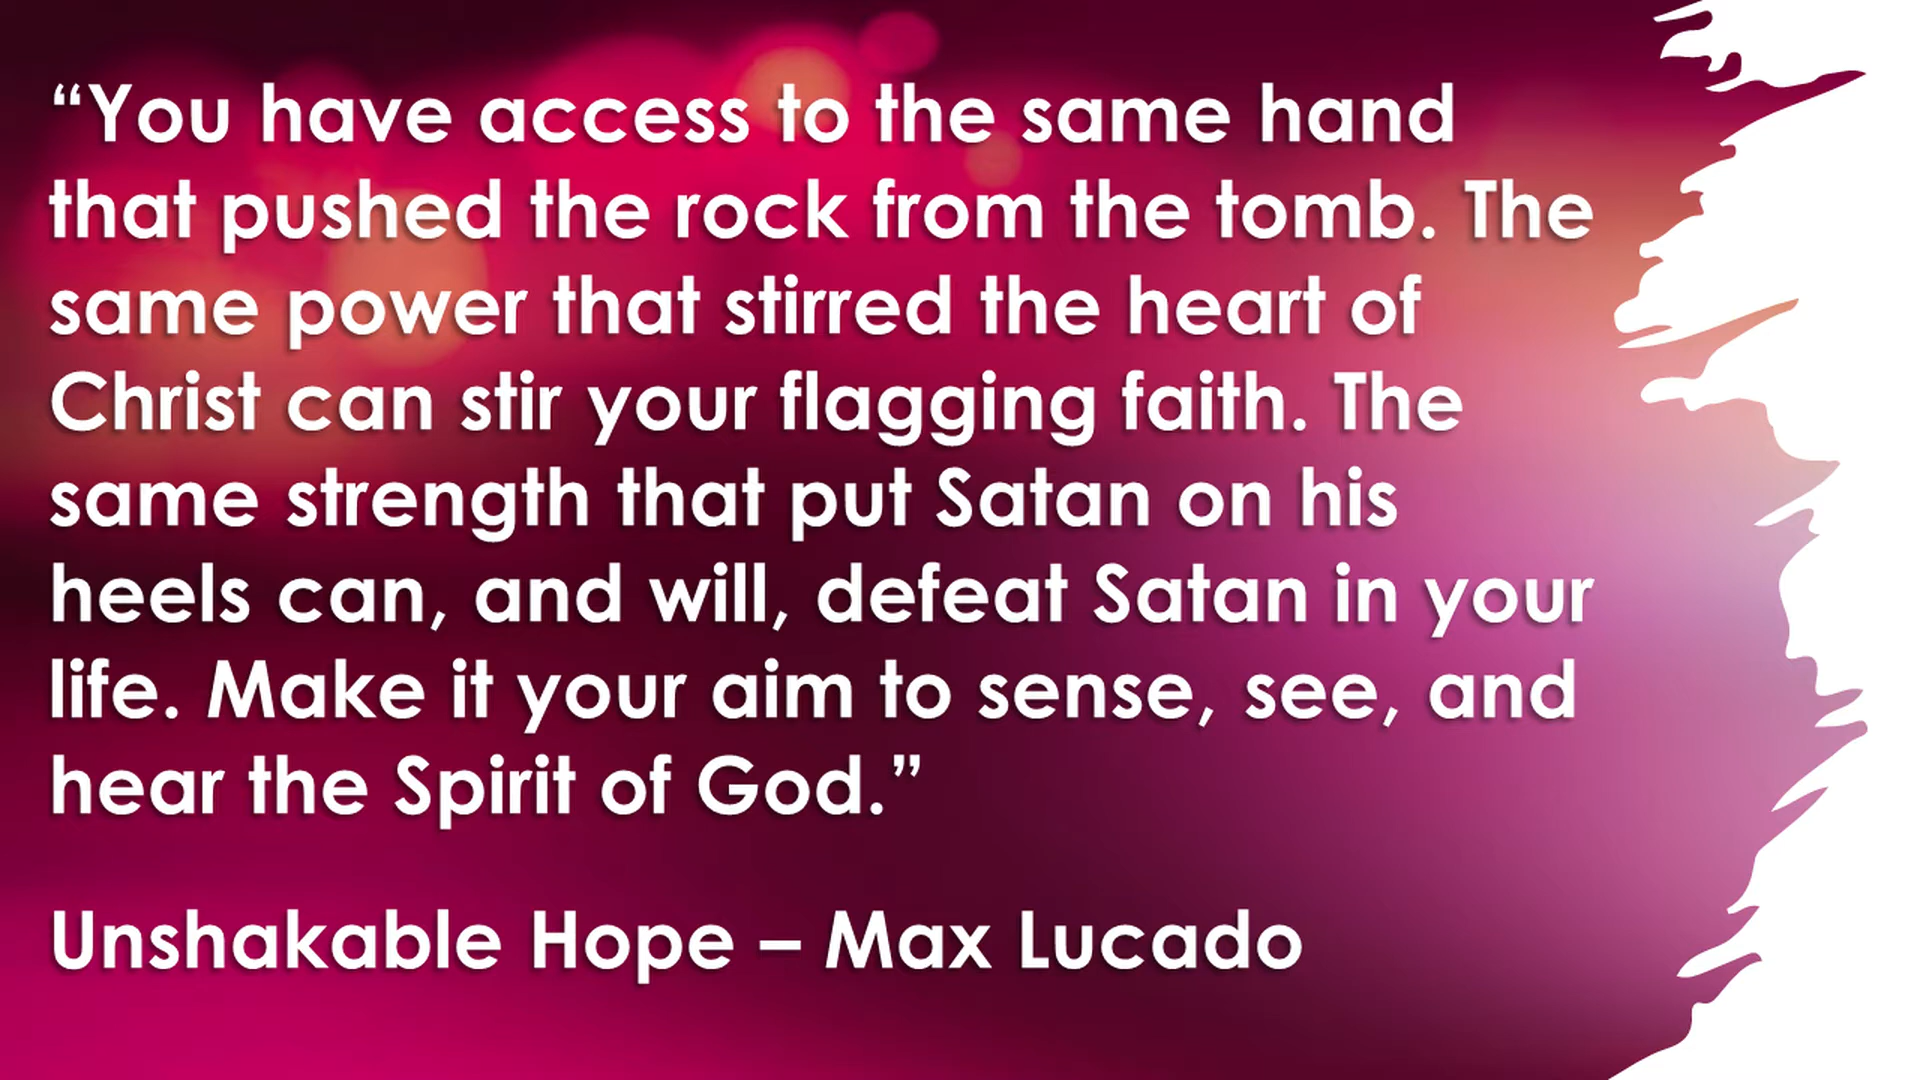 “You have access to the same hand
that pushed the rock from the tomb. The
same power that stirred the heart of
Christ can stir your flagging faith. The
same strength that put Satan on his
heels can, and will, defeat Satan in your
life. Make it your aim to sense, see, and
hear the Spirit of God.”
Unshakable Hope – Max Lucado